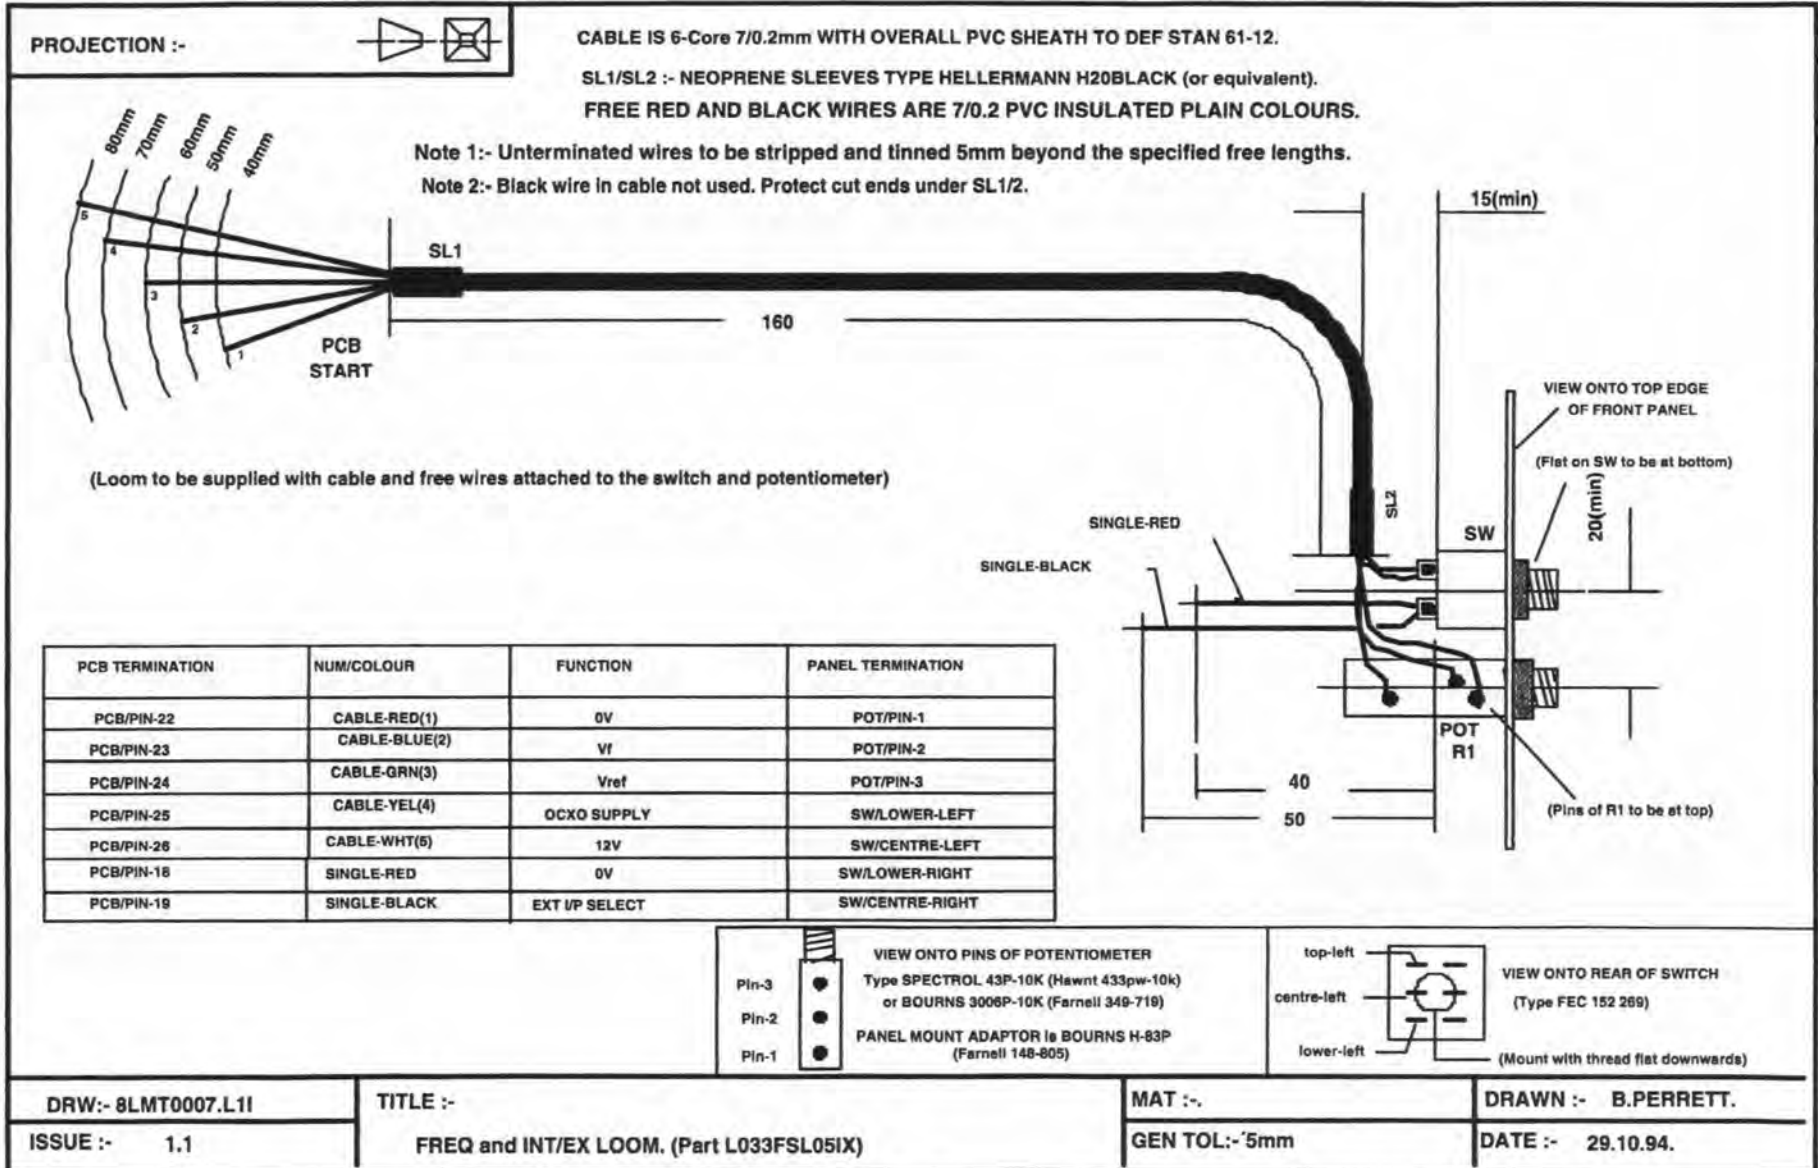 PROJECTION :-
CABLE IS 6-Core 7/0.2mm WITH OVERALL PVC SHEATH TO DEF STAN 61-12.
SL1/SL2 :- NEOPRENE SLEEVES TYPE HELLERMANN H20BLACK (or equivalent).
FREE RED AND BLACK WIRES ARE 7/0.2 PVC INSULATED PLAIN COLOURS.
Note 1:- Unterminated wires to be stripped and tinned 5mm beyond the specified free lengths.
Note 2:- Black wire in cable not used. Protect cut ends under SL1/2.
80mm
70mm
60mm
50mm
40mm
15(min)
5
4
3
2
1
SL1
160
PCB
START
VIEW ONTO TOP EDGE
OF FRONT PANEL
(Flat on SW to be at bottom)
(Loom to be supplied with cable and free wires attached to the switch and potentiometer)
SL2
20(min)
SINGLE-RED
SW
SINGLE-BLACK
POT
R1
40
50
(Pins of R1 to be at top)
PCB TERMINATION NUM/COLOUR FUNCTION PANEL TERMINATION
PCB/PIN-22 CABLE-RED(1) 0V POT/PIN-1
PCB/PIN-23 CABLE-BLUE(2) Vf POT/PIN-2
PCB/PIN-24 CABLE-GRN(3) Vref POT/PIN-3
PCB/PIN-25 CABLE-YEL(4) OCXO SUPPLY SW/LOWER-LEFT
PCB/PIN-26 CABLE-WHT(5) 12V SW/CENTRE-LEFT
PCB/PIN-18 SINGLE-RED 0V SW/LOWER-RIGHT
PCB/PIN-19 SINGLE-BLACK EXT I/P SELECT SW/CENTRE-RIGHT
VIEW ONTO PINS OF POTENTIOMETER
Type SPECTROL 43P-10K (Hawnt 433pw-10k)
or BOURNS 3006P-10K (Farnell 349-719)
PANEL MOUNT ADAPTOR is BOURNS H-83P
(Farnell 148-805)
Pin-3
Pin-2
Pin-1
top-left
centre-left
lower-left
VIEW ONTO REAR OF SWITCH
(Type FEC 152 269)
(Mount with thread flat downwards)
DRW:- 8LMT0007.L1I
TITLE :-
MAT :-.
DRAWN :- B.PERRETT.
ISSUE :- 1.1
FREQ and INT/EX LOOM. (Part L033FSL05IX)
GEN TOL:-´5mm
DATE :- 29.10.94.